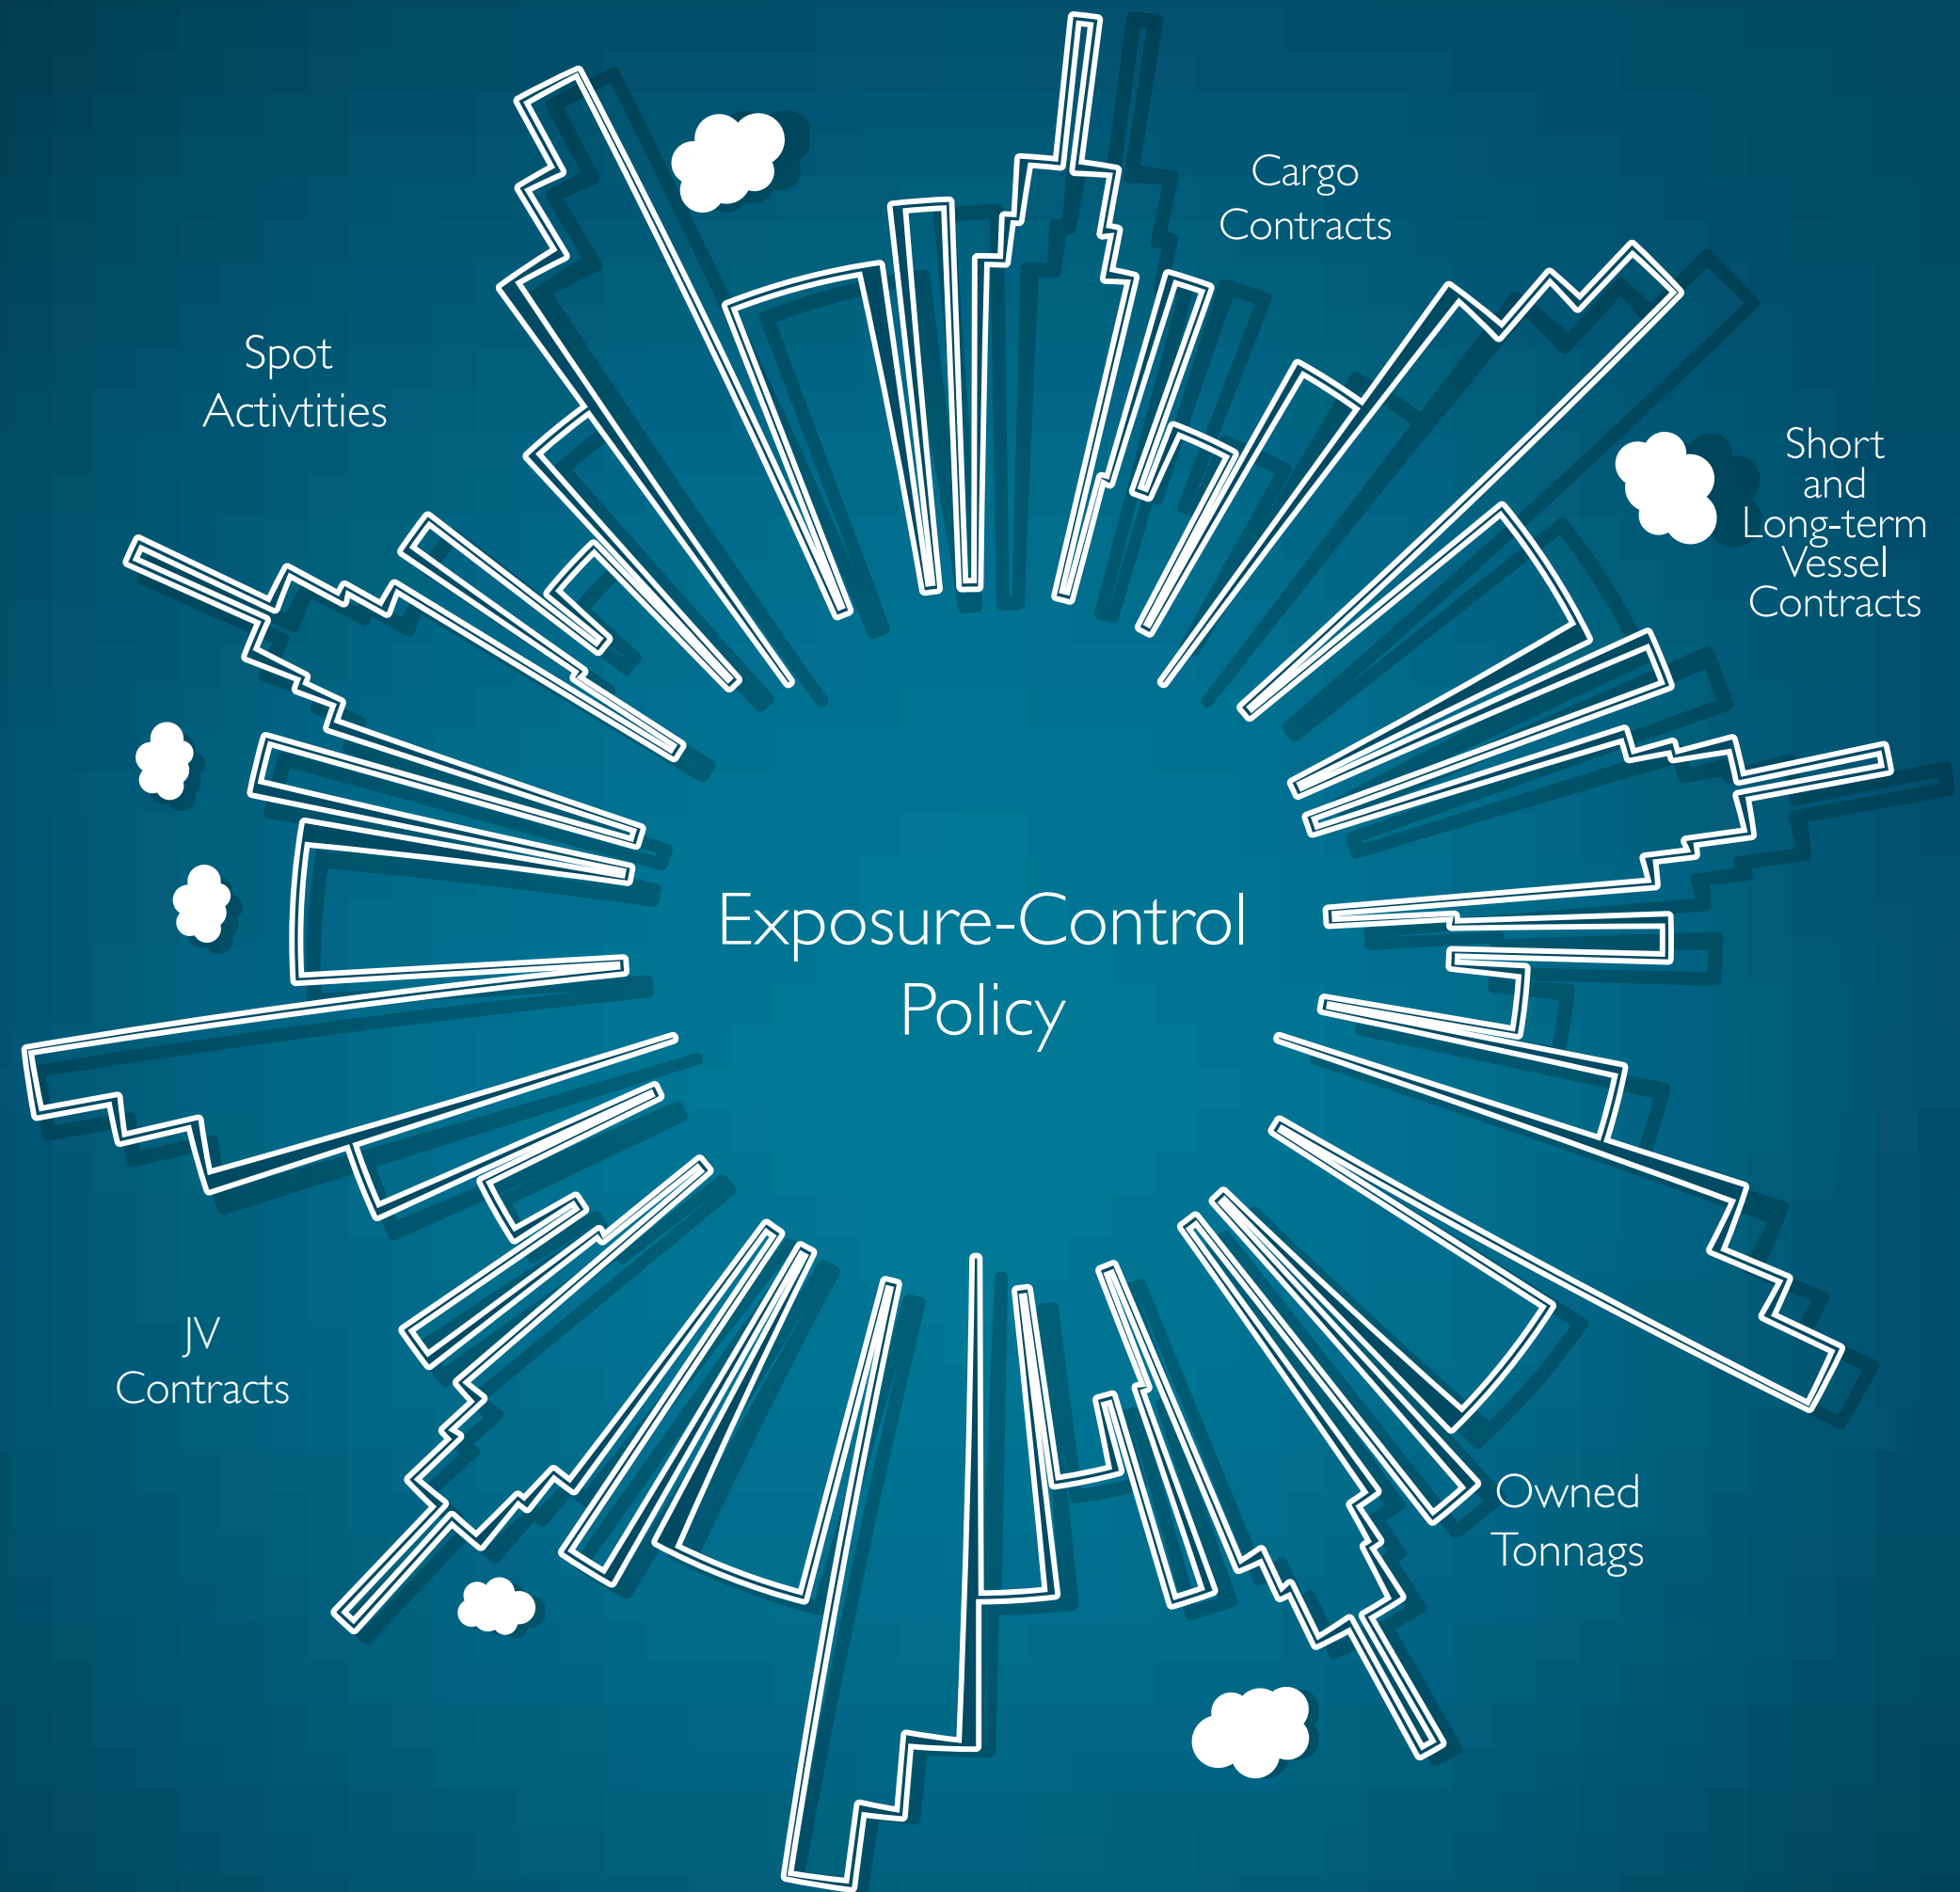 Cargo
Contracts
Spot
Activtities
Short
and
Long-term
Vessel
Contracts
Exposure-Control
Policy
JV
Contracts
Owned
Tonnags